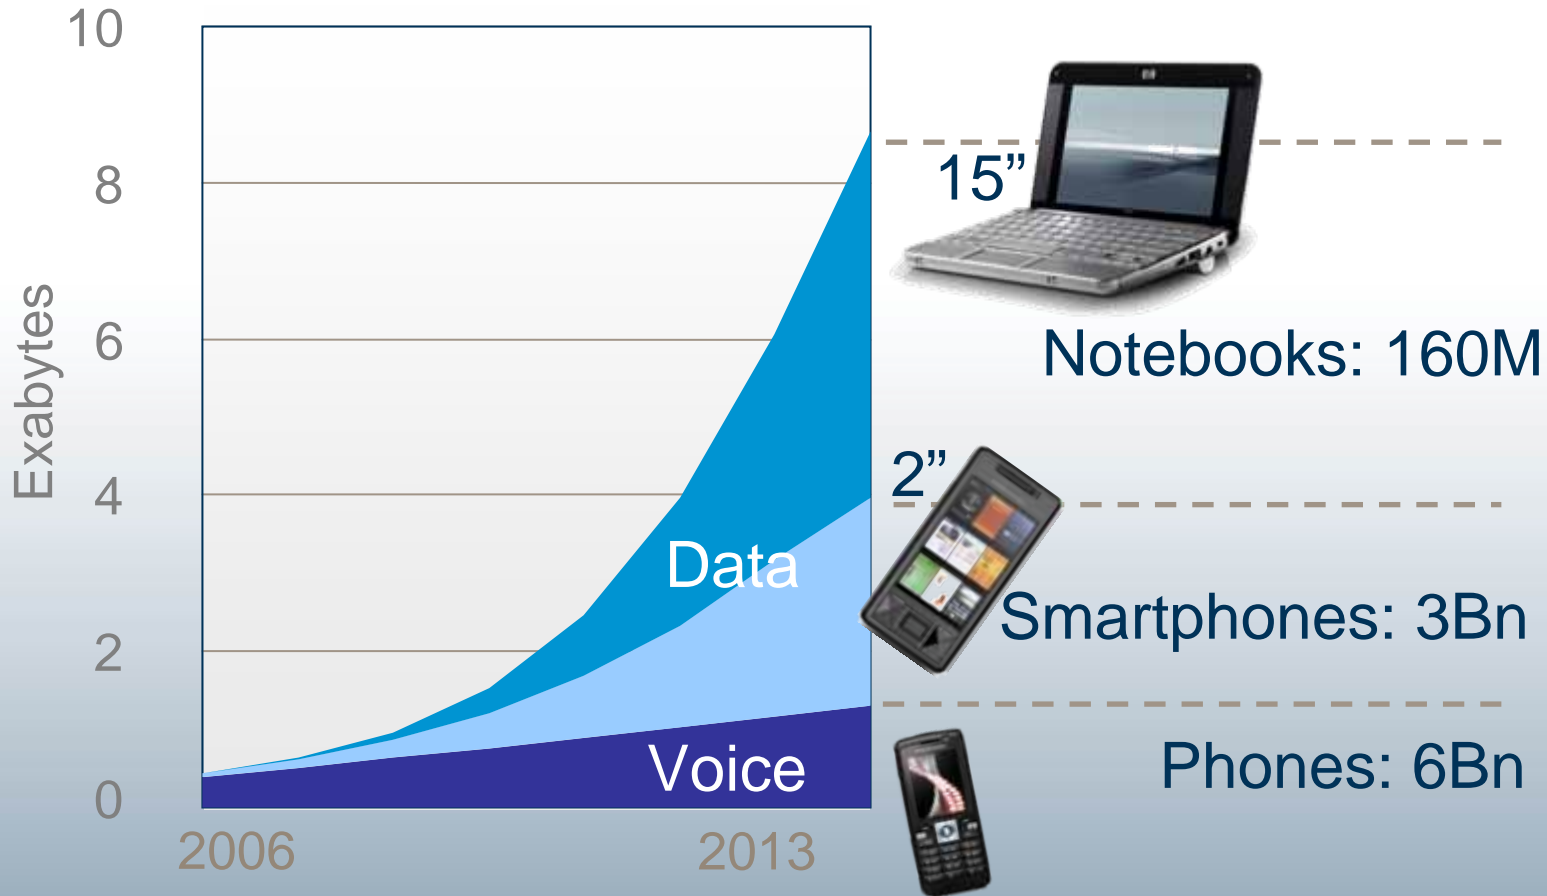 10
8
6
4
2
0
Exabytes
2006
2013
Data
Voice
15”
Notebooks: 160M
2”
Smartphones: 3Bn
Phones: 6Bn